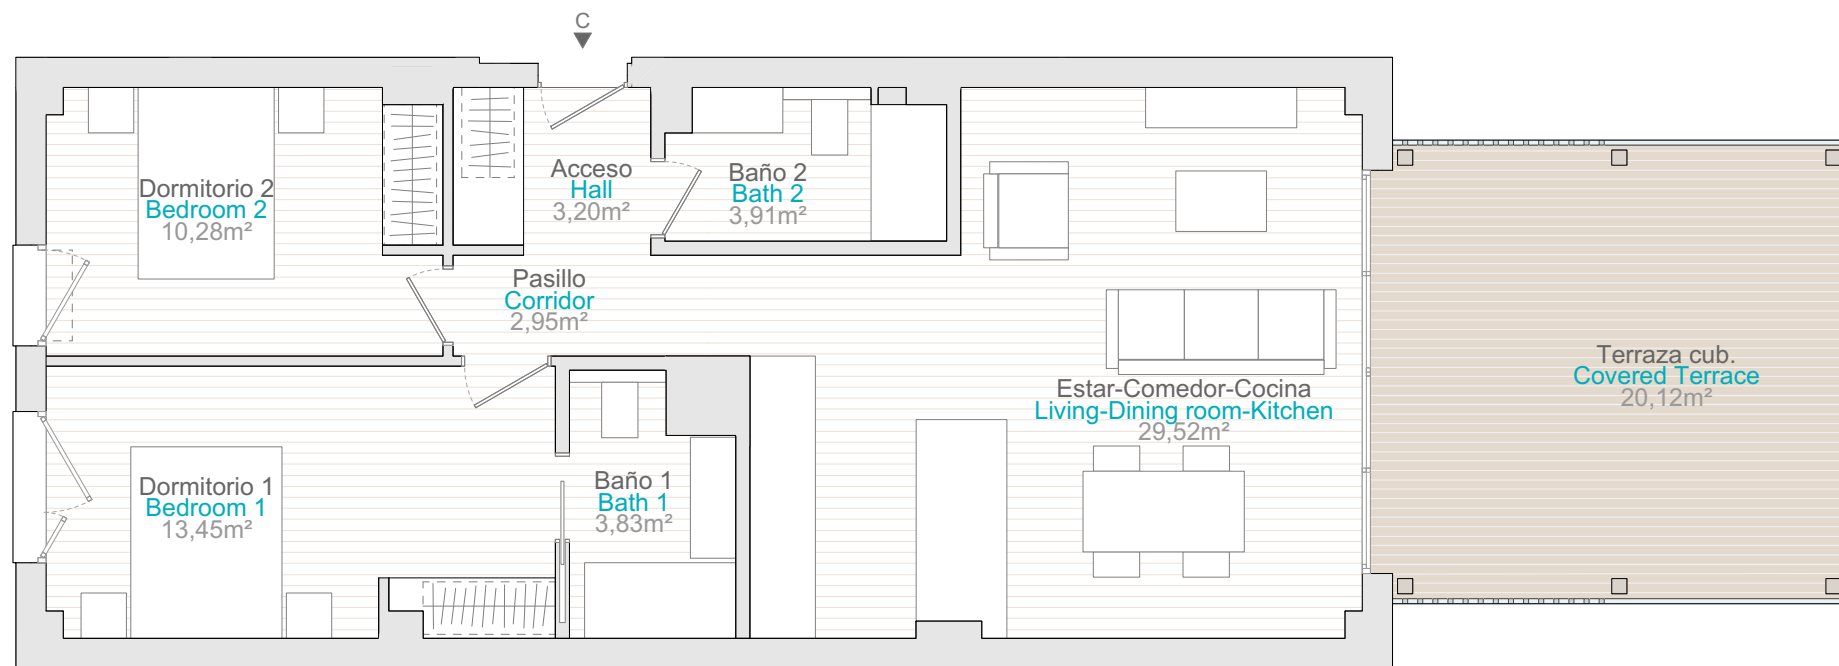 C
Acceso
Hall
3,20m²
Baño 2
Bath 2
3,91m²
Dormitorio 2
Bedroom 2
10,28m²
Pasillo
Corridor
2,95m²
Terraza cub.
Covered Terrace
20,12m²
Estar-Comedor-Cocina
Living-Dining room-Kitchen
29,52m²
Baño 1
Bath 1
3,83m²
Dormitorio 1
Bedroom 1
13,45m²